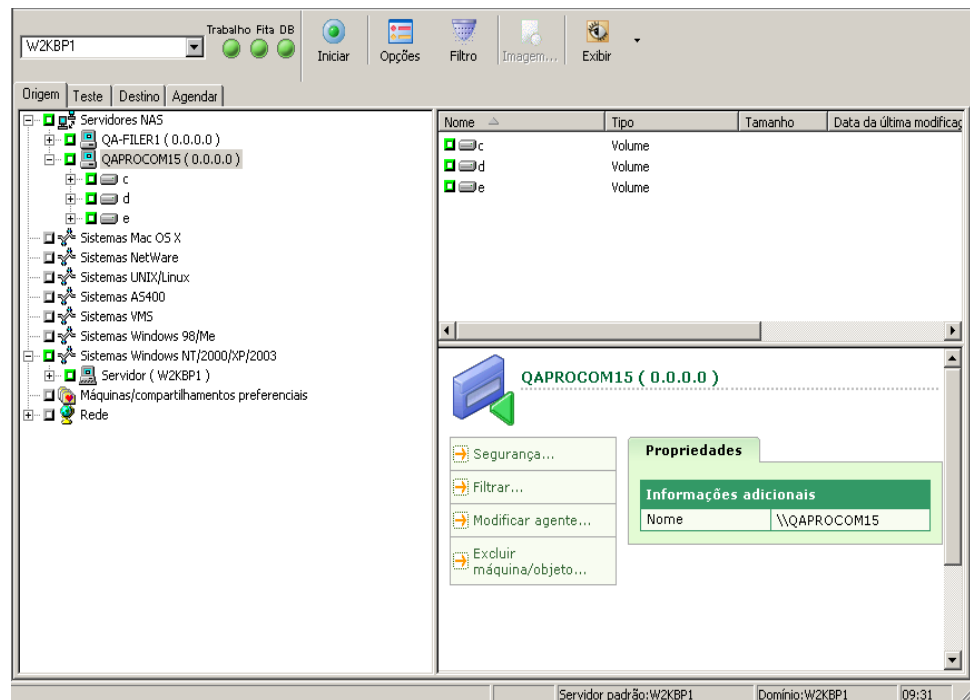 Trabalho Fita DB
W2KBP1
Iniciar
Opções
Filtro
Imagem...
Exibir
Origem Teste Destino Agendar
Servidores NAS
QA-FILER1 ( 0.0.0.0 )
QAPROCOM15 ( 0.0.0.0 )
c
d
e
Sistemas Mac OS X
Sistemas NetWare
Sistemas UNIX/Linux
Sistemas AS400
Sistemas VMS
Sistemas Windows 98/Me
Sistemas Windows NT/2000/XP/2003
Servidor ( W2KBP1 )
Máquinas/compartilhamentos preferenciais
Rede
Nome Tipo Tamanho Data da última modificaç
c Volume
d Volume
e Volume
QAPROCOM15 ( 0.0.0.0 )
Segurança...
Filtrar...
Modificar agente...
Excluir
máquina/objeto...
Propriedades
Informações adicionais
Nome \\QAPROCOM15
Servidor padrão:W2KBP1 Domínio:W2KBP1 09:31